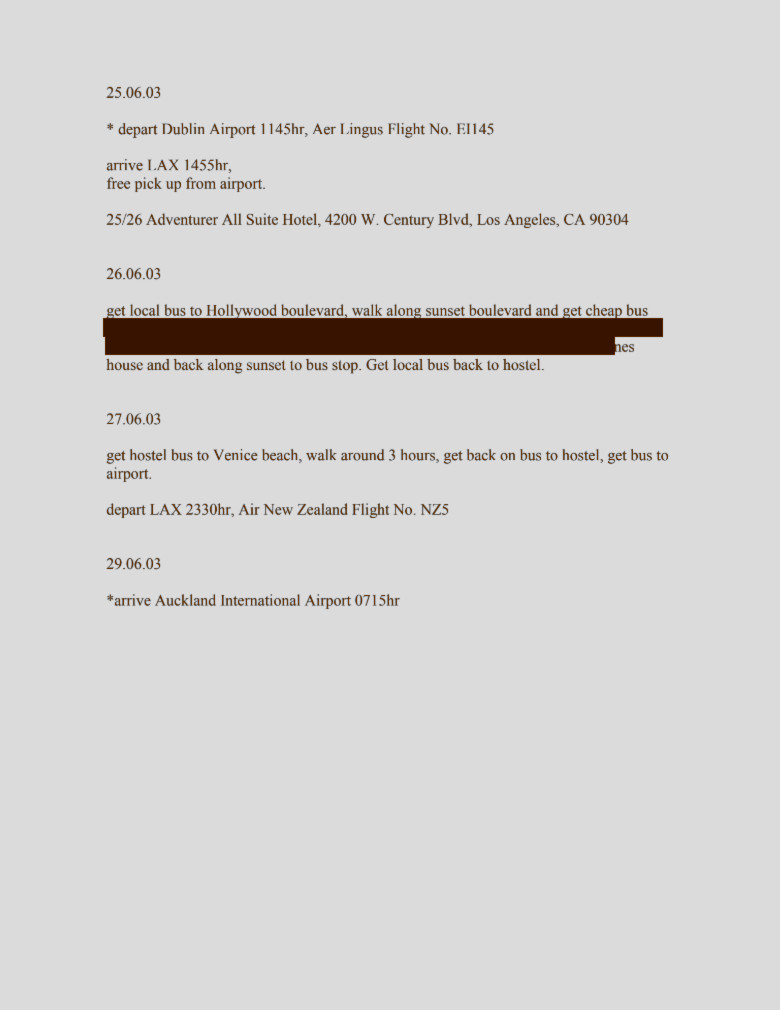 25.06.03
* depart Dublin Airport 1145hr, Aer Lingus Flight No. EI145
arrive LAX 1455hr,
free pick up from airport.
25/26 Adventurer All Suite Hotel, 4200 W. Century Blvd, Los Angeles, CA 90304
26.06.03
get local bus to Hollywood boulevard, walk along sunset boulevard and get cheap bus
house and back along sunset to bus stop. Get local bus back to hostel.
27.06.03
get hostel bus to Venice beach, walk around 3 hours, get back on bus to hostel, get bus to
airport.
depart LAX 2330hr, Air New Zealand Flight No. NZ5
29.06.03
*arrive Auckland International Airport 0715hr